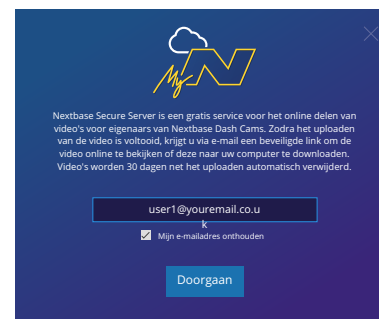 My N
Nextbase Secure Server is een gratis service voor het online delen van
video's voor eigenaars van Nextbase Dash Cams. Zodra het uploaden
van de video is voltooid, krijgt u via e-mail een beveiligde link om de
video online te bekijken of deze naar uw computer te downloaden.
Video's worden 30 dagen net het uploaden automatisch verwijderd.
user1@youremail.co.u
k
Mijn e-mailadres onthouden
Doorgaan